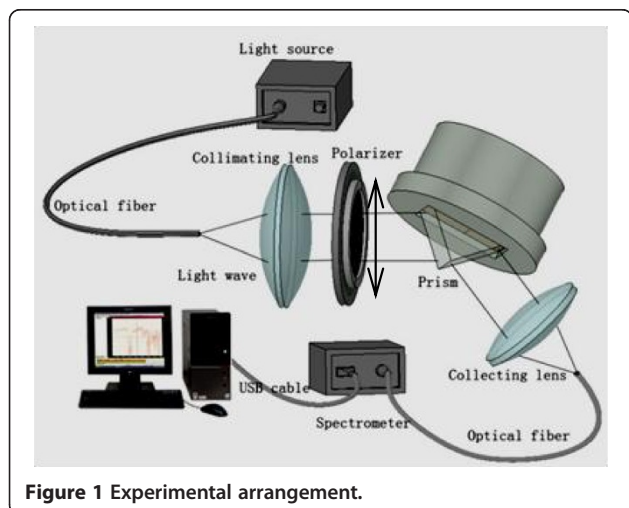 Light source
Collimating lens
Polarizer
Optical fiber
Light wave
Prism
USB cable
Collecting lens
Spectrometer
Optical fiber
Figure 1 Experimental arrangement.